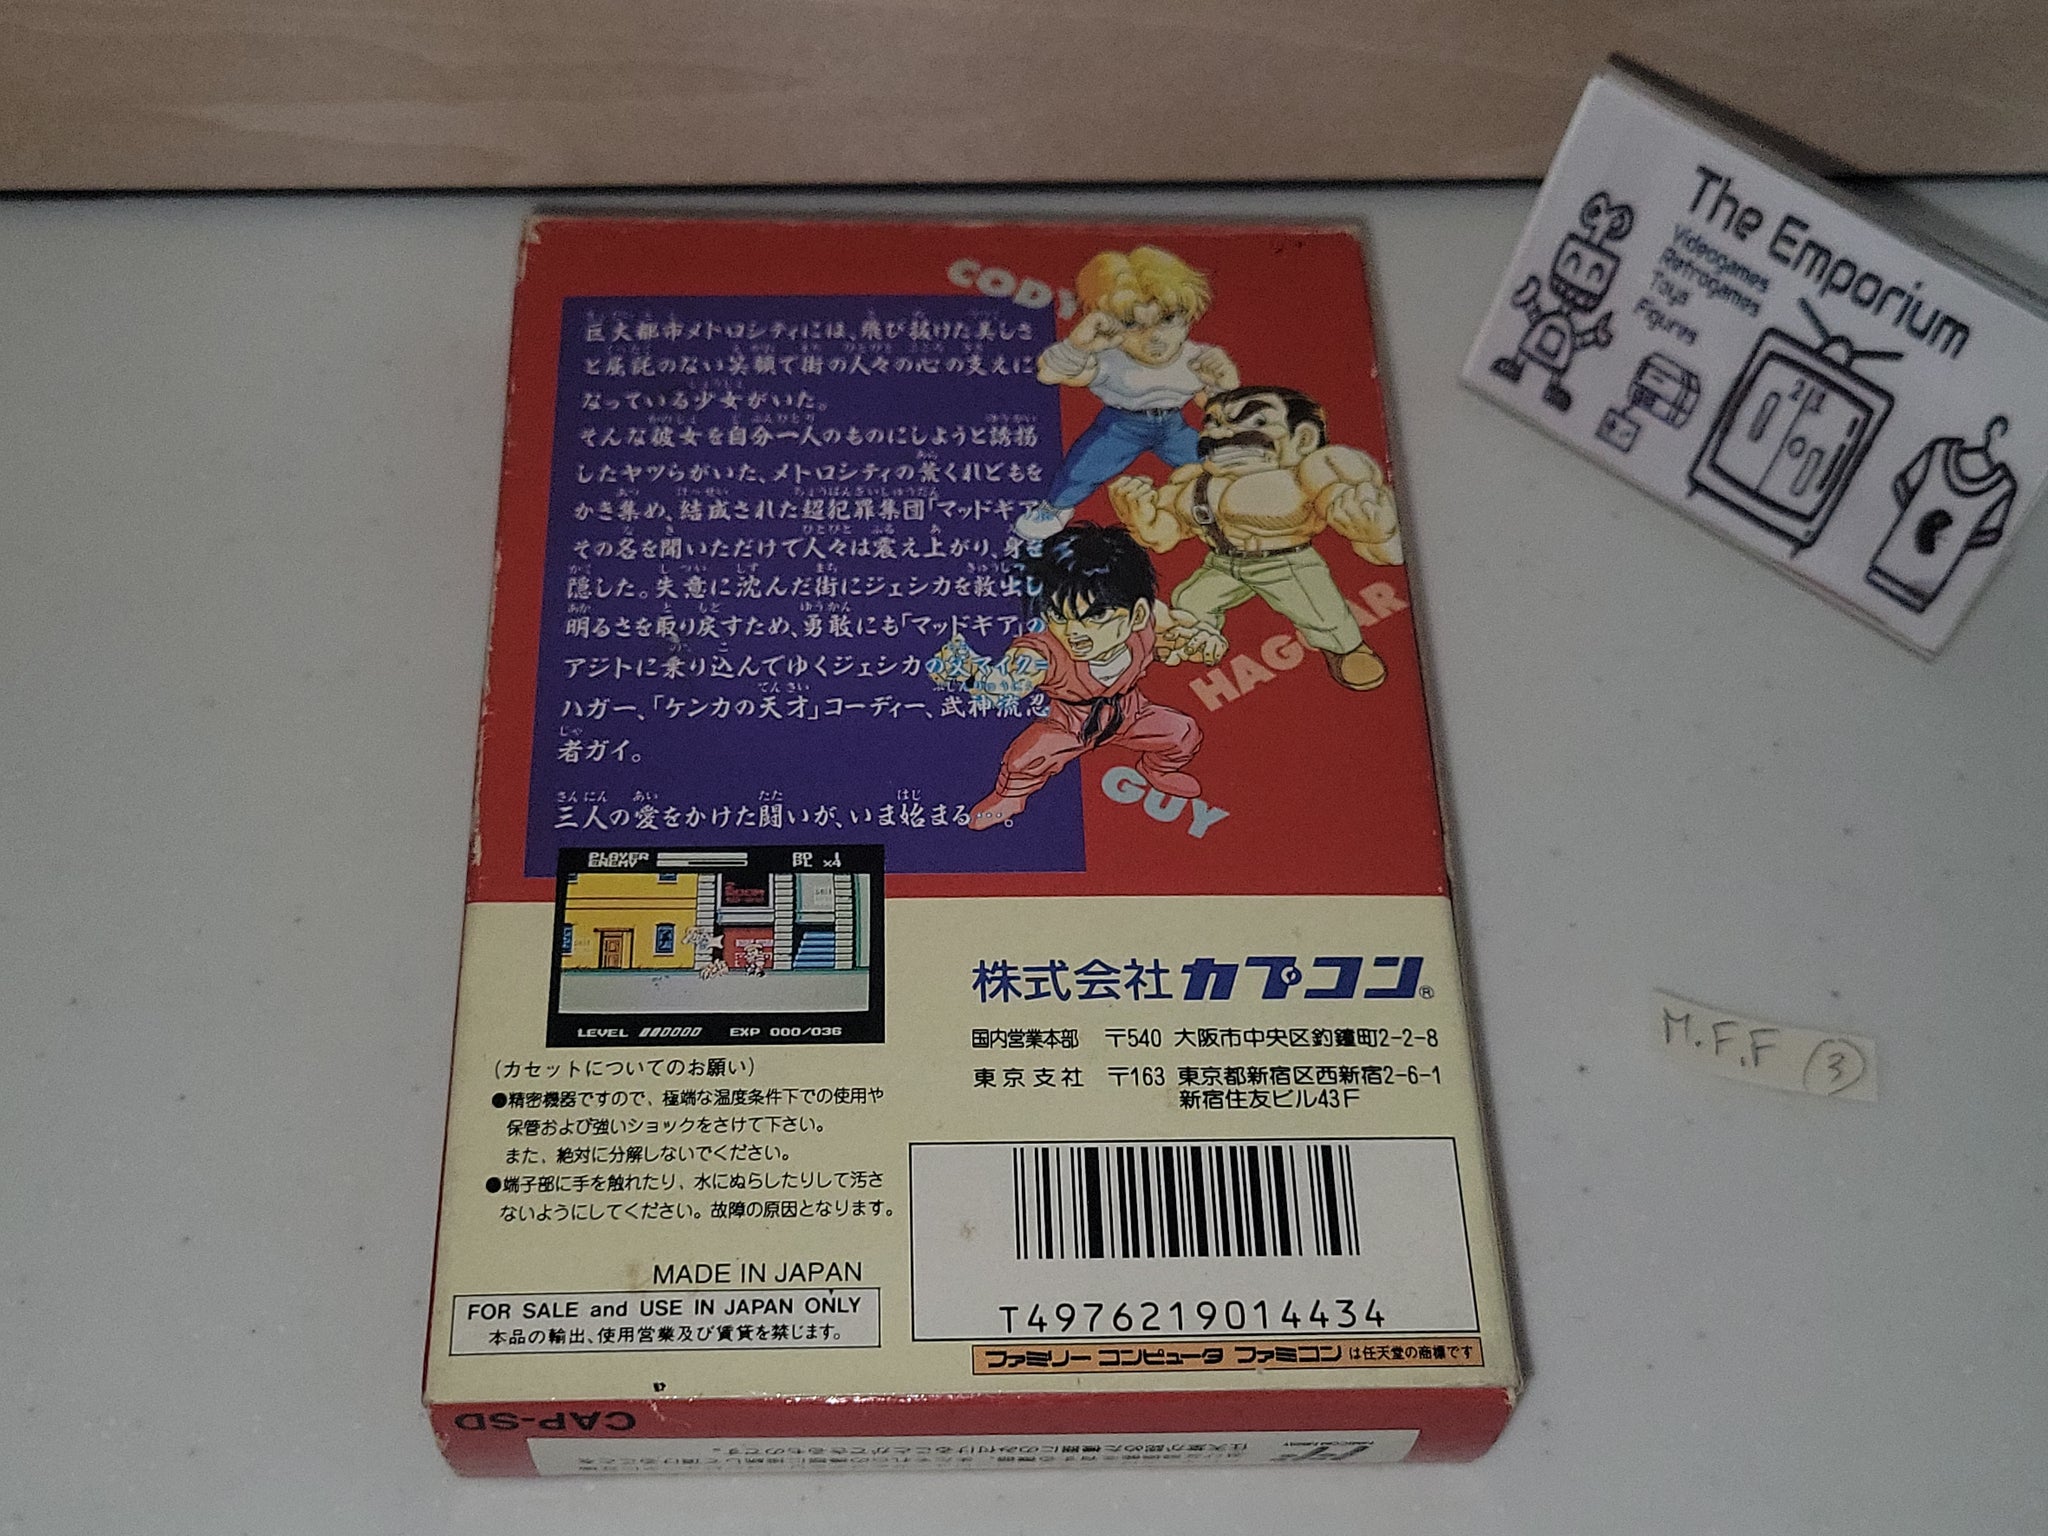 The Emporium
Videogames
Retrogames
Toys
Figures
CODY
HAGGAR
GUY
巨大都市メトロシティには、飛び抜けた美しさ
と屈託のない笑顔で街の人々の心の支えに
なっている少女がいた。
そんな彼女を自分一人のものにしようと誘拐
したヤツらがいた、メトロシティの荒くれどもを
かき集め、結成された超犯罪集団「マッドギア」
その名を聞いただけで人々は震え上がり、身を
隠した。失意に沈んだ街にジェシカを救出し
明るさを取り戻すため、勇敢にも「マッドギア」の
アジトに乗り込んでゆくジェシカの父マイク=
ハガー、「ケンカの天才」コーディー、武神流忍
者ガイ。
三人の愛をかけた闘いが、いま始まる…。
PLAYER
ENEMY
RD 1
PL x4
LEVEL
EXP 000/036
(カセットについてのお願い)
●精密機器ですので、極端な温度条件下での使用や
保管および強いショックをさけて下さい。
また、絶対に分解しないでください。
●端子部に手を触れたり、水にぬらしたりして汚さ
ないようにしてください。故障の原因となります。
MADE IN JAPAN
FOR SALE and USE IN JAPAN ONLY
本品の輸出、使用営業及び賃貸を禁じます。
株式会社カプコン®
国内営業本部 〒540 大阪市中央区釣鐘町2-2-8
東京支社 〒163 東京都新宿区西新宿2-6-1
新宿住友ビル43F
T4976219014434
ファミリーコンピュータ ファミコンは任天堂の商標です
CAP-SD
M.F.F ③